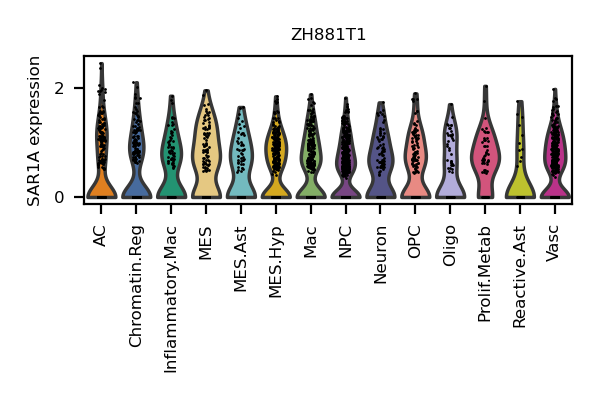 ZH881T1
SAR1A expression
2
0
AC
Chromatin.Reg
Inflammatory.Mac
MES
MES.Ast
MES.Hyp
Mac
NPC
Neuron
OPC
Oligo
Prolif.Metab
Reactive.Ast
Vasc